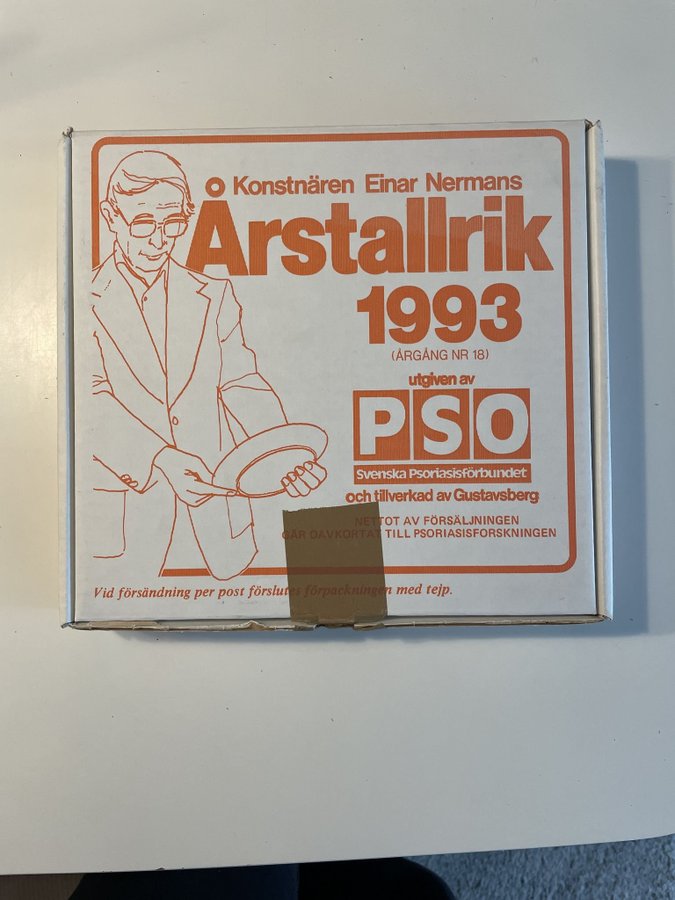 Konstnären Einar Nermans
Årstallrik
1993
(ÅRGÅNG NR 18)
utgiven av
PSO
Svenska Psoriasisförbundet
och tillverkad av Gustavsberg
NETTOT AV FÖRSÄLJNINGEN
GÅR OAVKORTAT TILL PSORIASISFORSKNINGEN
Vid försändning per post förslutes förpackningen med tejp.